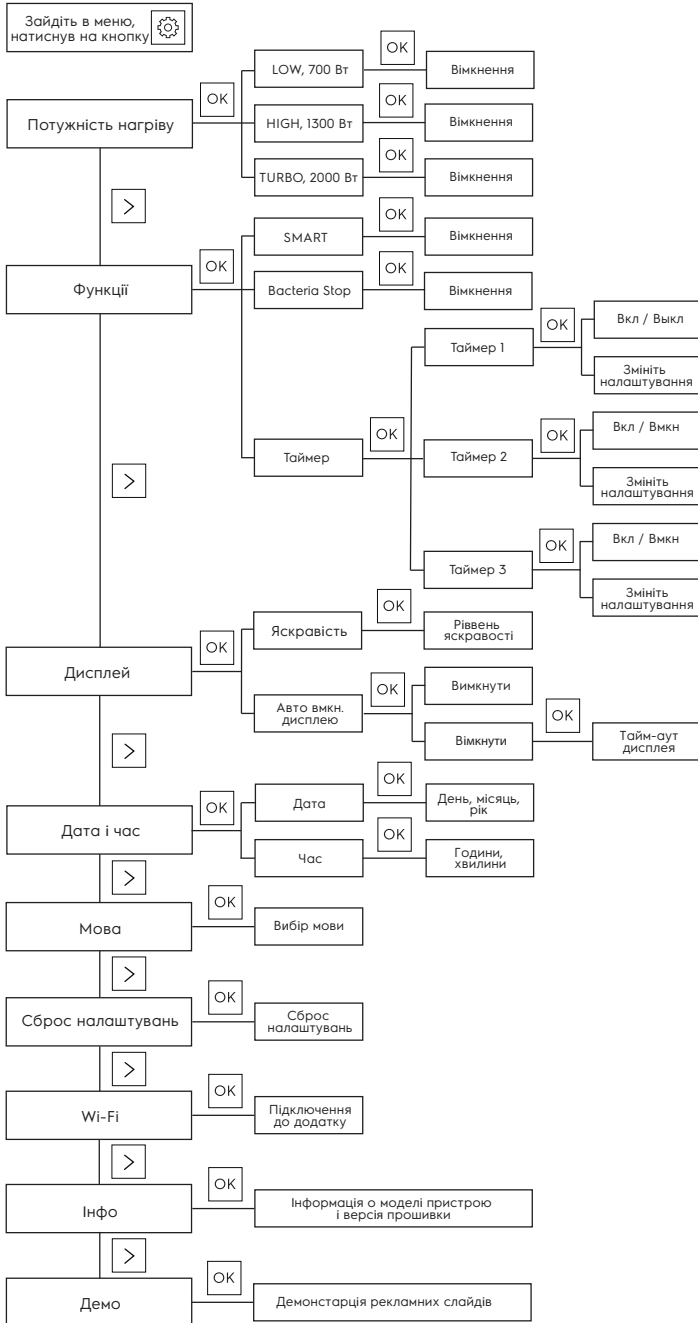 Зайдіть в меню,
натиснув на кнопку
Потужність нагріву
OK
LOW, 700 Вт
OK
Вімкнення
HIGH, 1300 Вт
OK
Вімкнення
TURBO, 2000 Вт
OK
Вімкнення
>
Функції
OK
SMART
OK
Вімкнення
Bacteria Stop
OK
Вімкнення
Таймер
OK
Таймер 1
OK
Вкл / Выкл
Змініть
налаштування
Таймер 2
OK
Вкл / Вмкн
Змініть
налаштування
Таймер 3
OK
Вкл / Вмкн
Змініть
налаштування
>
Дисплей
OK
Яскравість
OK
Ріввень
яскравості
Авто вмкн.
дисплею
OK
Вимкнути
Вімкнути
OK
Тайм-аут
дисплея
>
Дата і час
OK
Дата
OK
День, місяць,
рік
Час
OK
Години,
хвилини
>
Мова
OK
Вибір мови
>
Сброс налаштувань
OK
Сброс
налаштувань
>
Wi-Fi
OK
Підключення
до додатку
>
Інфо
OK
Інформація о моделі пристрою
і версія прошивки
>
Демо
OK
Демонстарція рекламних слайдів